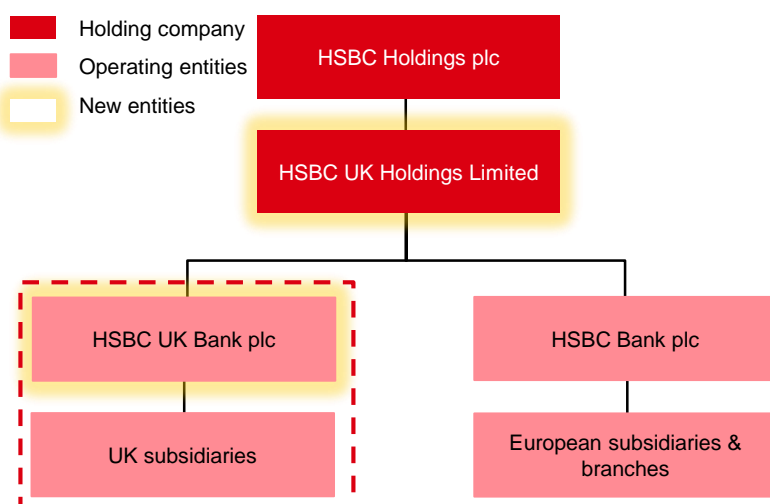 Holding company
Operating entities
New entities
HSBC Holdings plc
HSBC UK Holdings Limited
HSBC UK Bank plc
HSBC Bank plc
UK subsidiaries
European subsidiaries &
branches